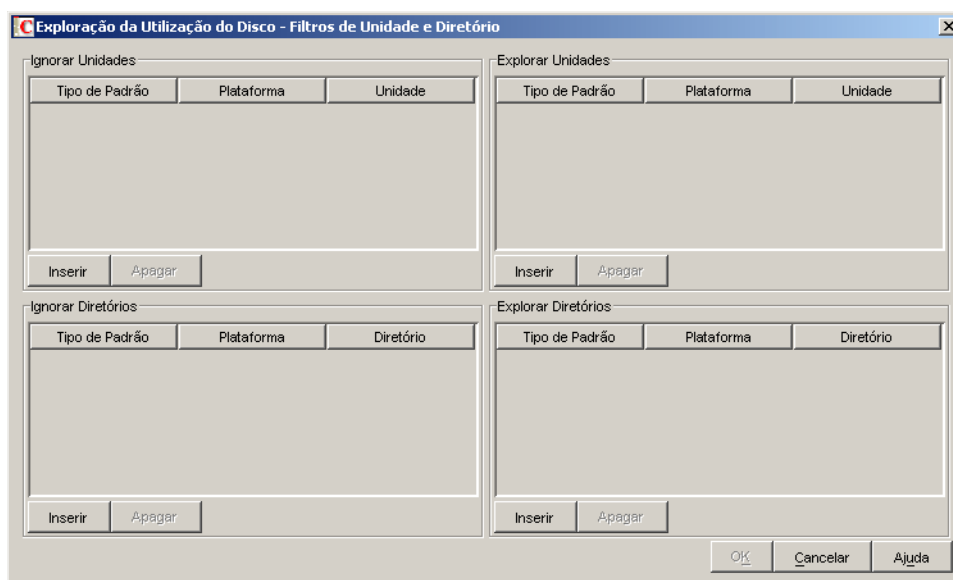 Exploração da Utilização do Disco - Filtros de Unidade e Diretório
Ignorar Unidades
Tipo de Padrão Plataforma Unidade
Inserir Apagar
Explorar Unidades
Tipo de Padrão Plataforma Unidade
Inserir Apagar
Ignorar Diretórios
Tipo de Padrão Plataforma Diretório
Inserir Apagar
Explorar Diretórios
Tipo de Padrão Plataforma Diretório
Inserir Apagar
OK Cancelar Ajuda